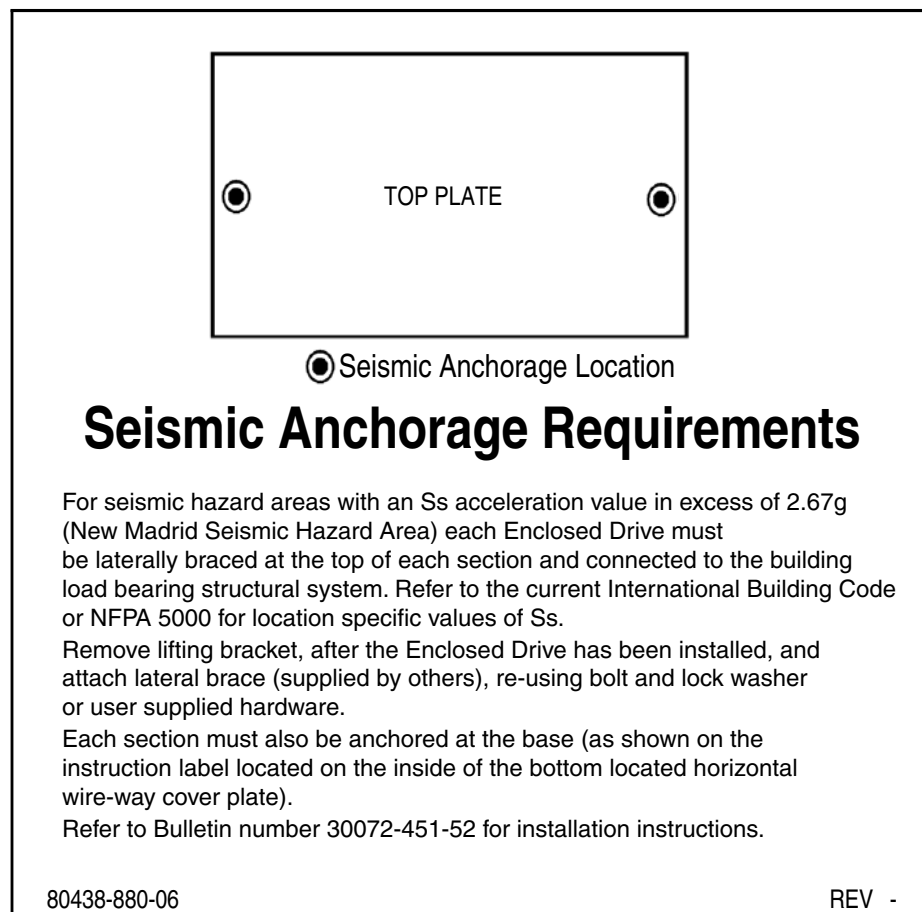 TOP PLATE
Seismic Anchorage Location
Seismic Anchorage Requirements
For seismic hazard areas with an Ss acceleration value in excess of 2.67g
(New Madrid Seismic Hazard Area) each Enclosed Drive must
be laterally braced at the top of each section and connected to the building
load bearing structural system. Refer to the current International Building Code
or NFPA 5000 for location specific values of Ss.
Remove lifting bracket, after the Enclosed Drive has been installed, and
attach lateral brace (supplied by others), re-using bolt and lock washer
or user supplied hardware.
Each section must also be anchored at the base (as shown on the
instruction label located on the inside of the bottom located horizontal
wire-way cover plate).
Refer to Bulletin number 30072-451-52 for installation instructions.
80438-880-06 REV -